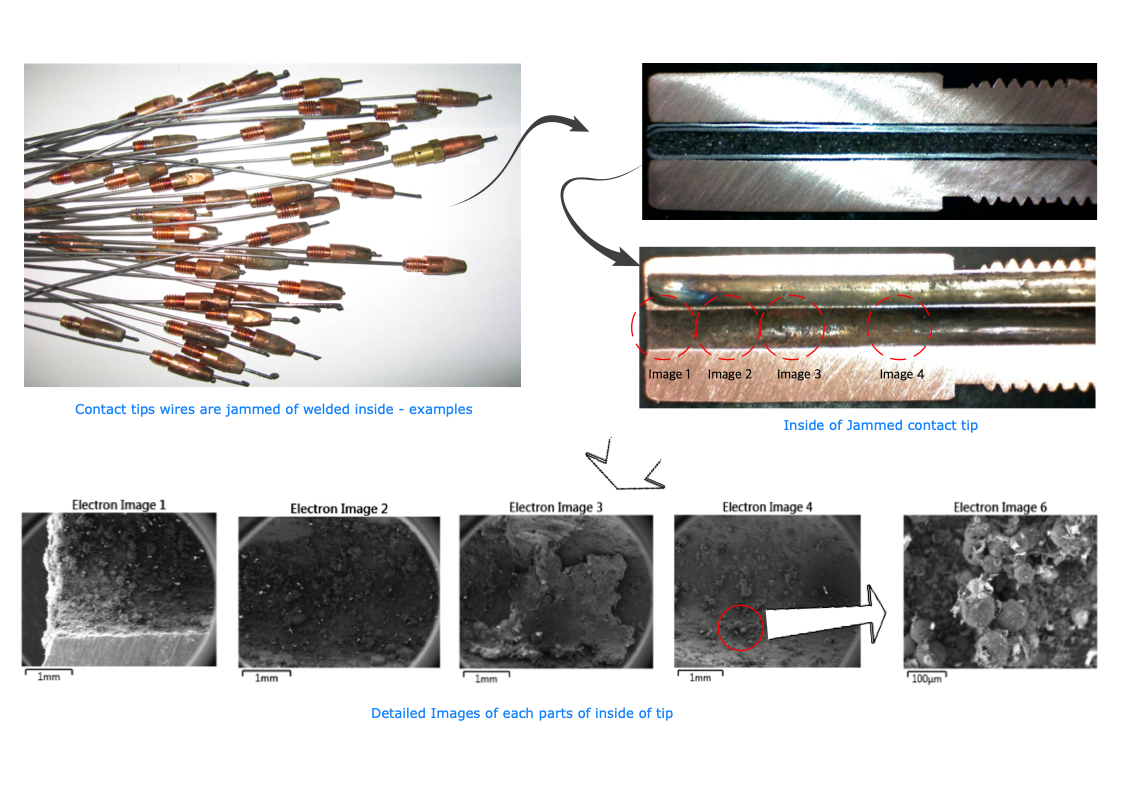 Image 1
Image 2
Image 3
Image 4
Contact tips wires are jammed of welded inside - examples
Inside of Jammed contact tip
Electron Image 1
Electron Image 2
Electron Image 3
Electron Image 4
Electron Image 6
1mm
1mm
1mm
1mm
100µm
Detailed Images of each parts of inside of tip